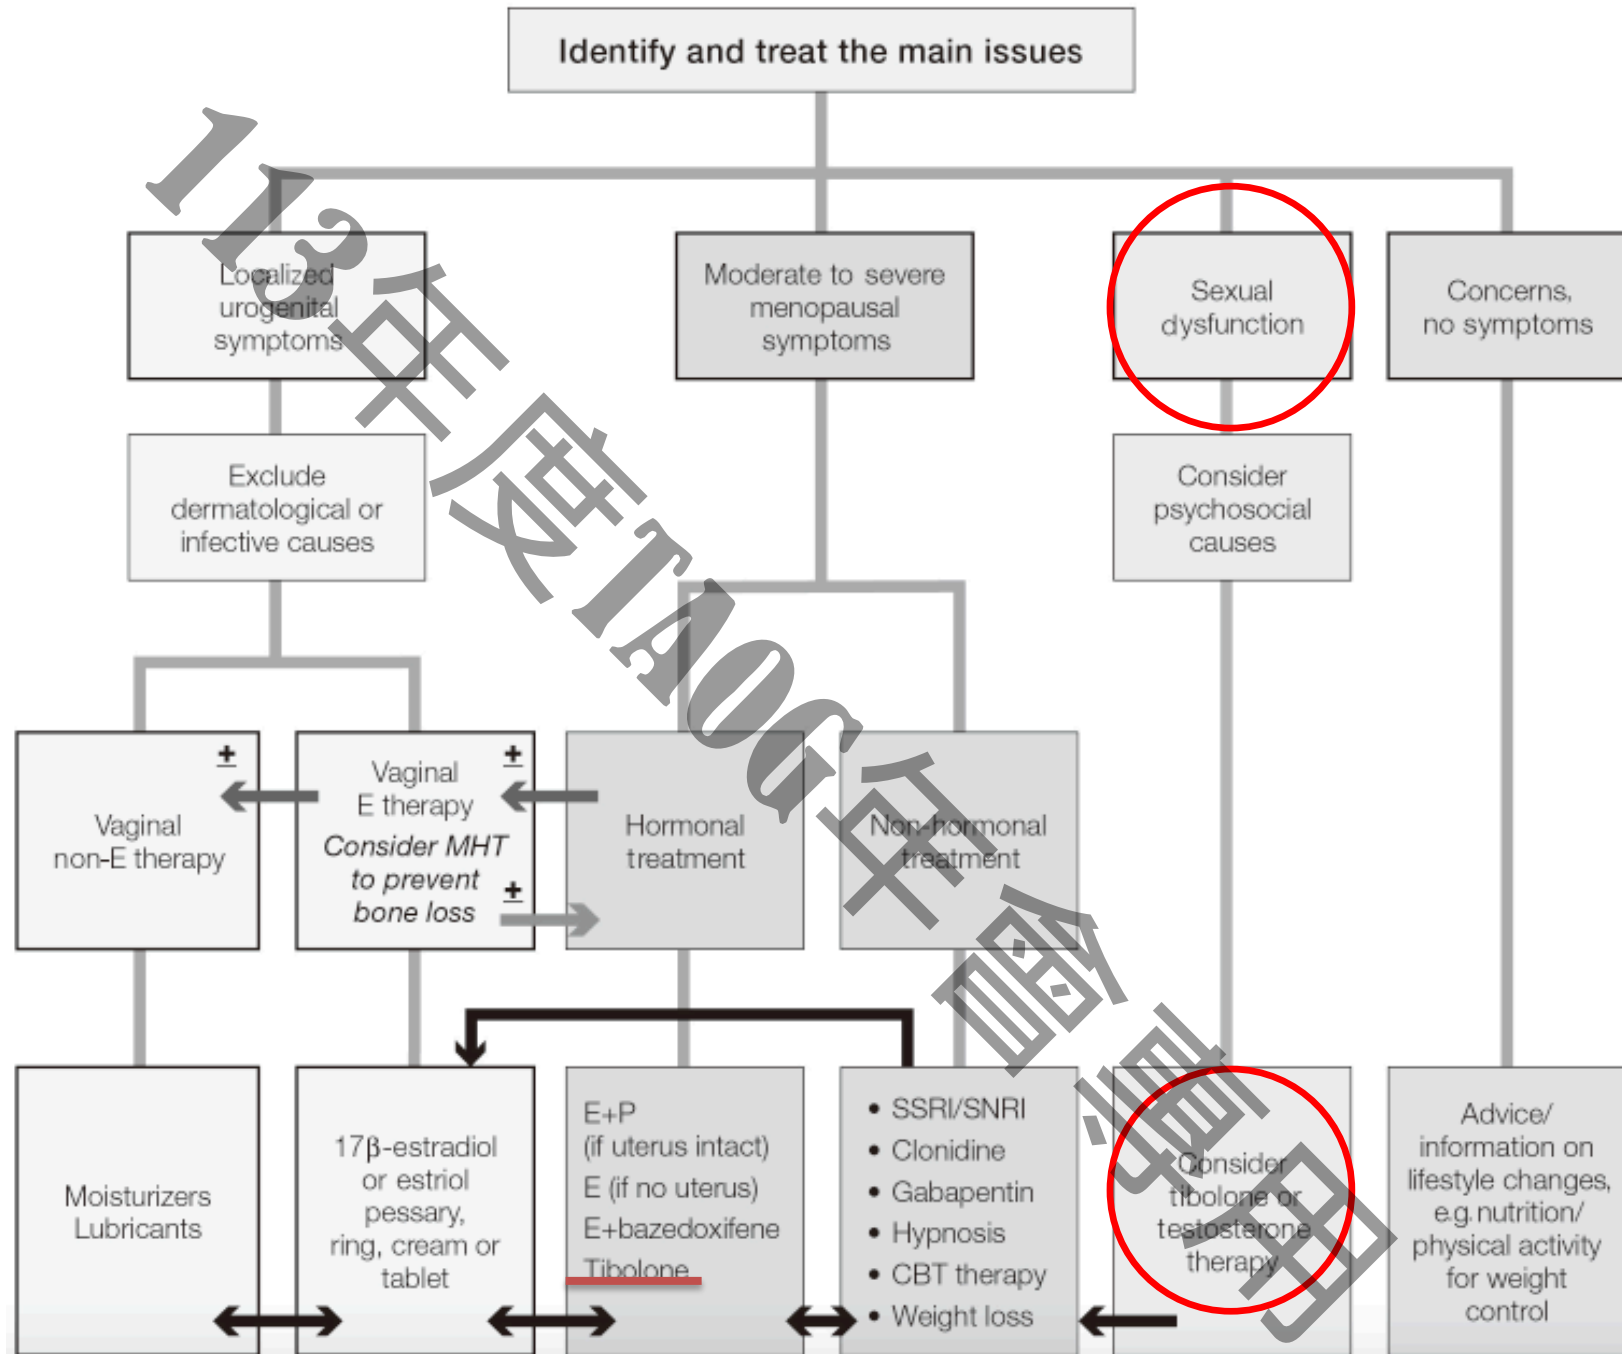 Identify and treat the main issues
Localized
urogenital
symptoms
Moderate to severe
menopausal
symptoms
Sexual
dysfunction
Concerns,
no symptoms
Exclude
dermatological or
infective causes
Consider
psychosocial
causes
±
Vaginal
non-E therapy
±
Vaginal
E therapy
Consider MHT
to prevent
bone loss
±
Hormonal
treatment
Non-hormonal
treatment
Moisturizers
Lubricants
17β-estradiol
or estriol
pessary,
ring, cream or
tablet
E+P
(if uterus intact)
E (if no uterus)
E+bazedoxifene
Tibolone
• SSRI/SNRI
• Clonidine
• Gabapentin
• Hypnosis
• CBT therapy
• Weight loss
Consider
tibolone or
testosterone
therapy
Advice/
information on
lifestyle changes,
e.g. nutrition/
physical activity
for weight
control
113年度TAOG年會專用